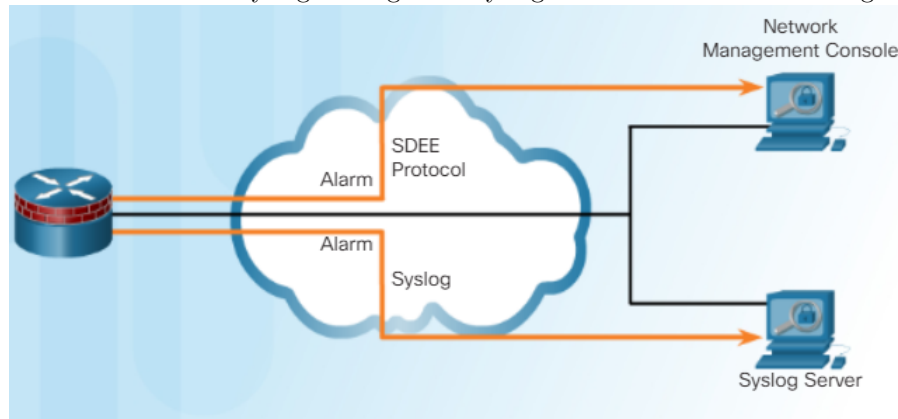 Network
Management Console
SDEE
Protocol
Alarm
Alarm
Syslog
Syslog Server